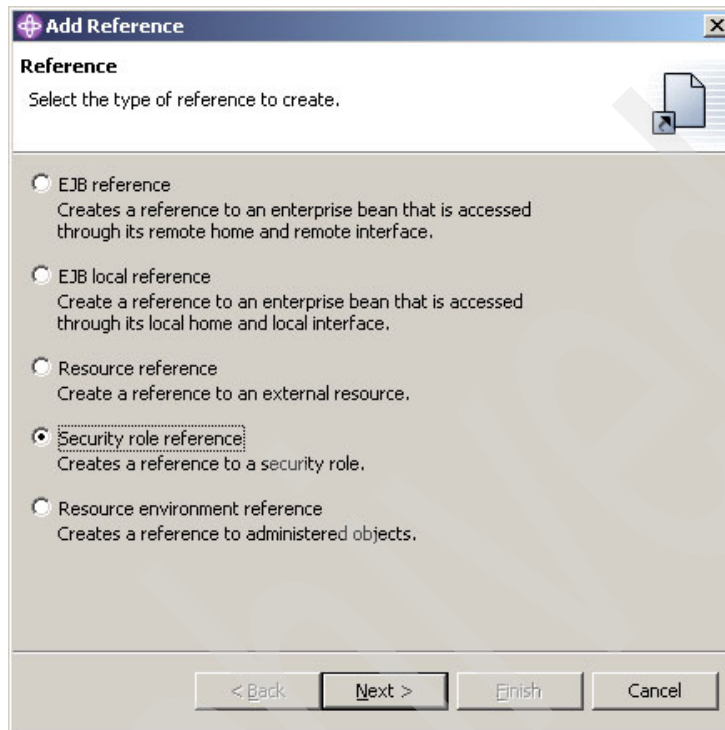 Add Reference
Reference
Select the type of reference to create.
EJB reference
Creates a reference to an enterprise bean that is accessed
through its remote home and remote interface.
EJB local reference
Create a reference to an enterprise bean that is accessed
through its local home and local interface.
Resource reference
Create a reference to an external resource.
Security role reference
Creates a reference to a security role.
Resource environment reference
Creates a reference to administered objects.
< Back Next > Finish Cancel